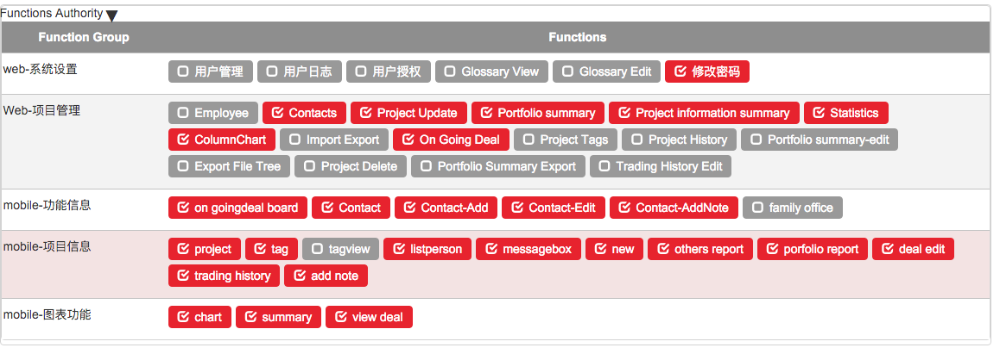 Functions Authority
Function Group Functions
web-系统设置 用户管理 用户日志 用户授权 Glossary View Glossary Edit 修改密码
Web-项目管理 Employee Contacts Project Update Portfolio summary Project information summary Statistics
ColumnChart Import Export On Going Deal Project Tags Project History Portfolio summary-edit
Export File Tree Project Delete Portfolio Summary Export Trading History Edit
mobile-功能信息 on goingdeal board Contact Contact-Add Contact-Edit Contact-AddNote family office
mobile-项目信息 project tag tagview listperson messagebox new others report porfolio report deal edit
trading history add note
mobile-图表功能 chart summary view deal